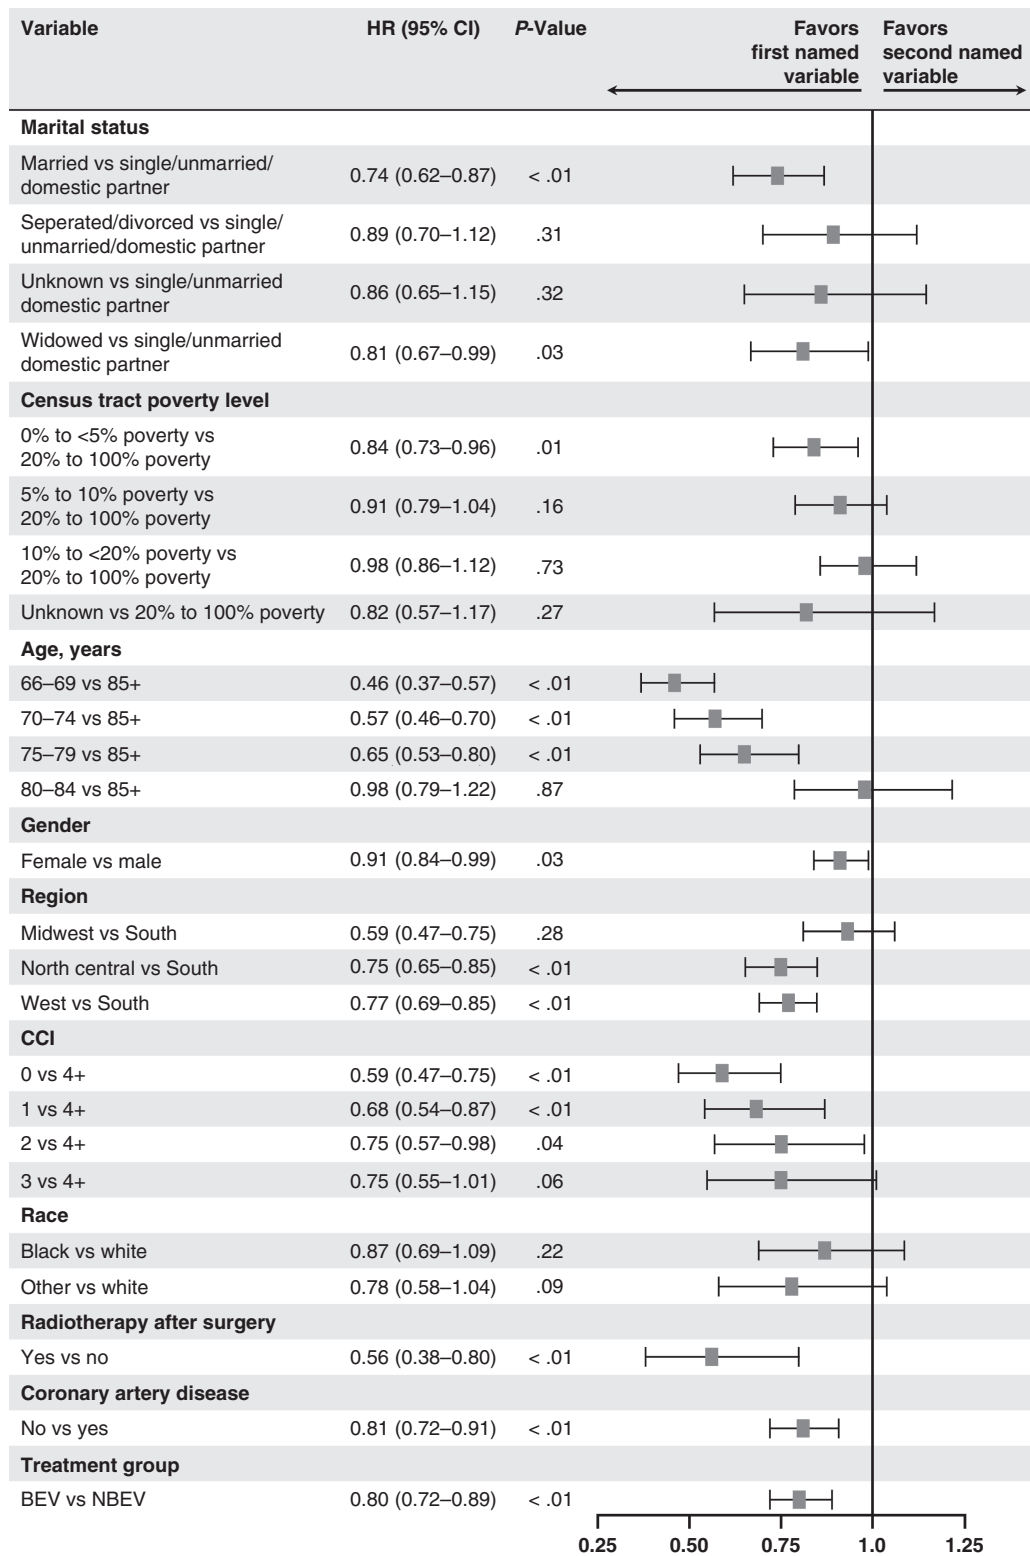 Variable HR (95% CI) P-Value Favors first named variable Favors second named variable
Marital status
Married vs single/unmarried/
domestic partner 0.74 (0.62–0.87) < .01
Seperated/divorced vs single/
unmarried/domestic partner 0.89 (0.70–1.12) .31
Unknown vs single/unmarried
domestic partner 0.86 (0.65–1.15) .32
Widowed vs single/unmarried
domestic partner 0.81 (0.67–0.99) .03
Census tract poverty level
0% to <5% poverty vs
20% to 100% poverty 0.84 (0.73–0.96) .01
5% to 10% poverty vs
20% to 100% poverty 0.91 (0.79–1.04) .16
10% to <20% poverty vs
20% to 100% poverty 0.98 (0.86–1.12) .73
Unknown vs 20% to 100% poverty 0.82 (0.57–1.17) .27
Age, years
66–69 vs 85+ 0.46 (0.37–0.57) < .01
70–74 vs 85+ 0.57 (0.46–0.70) < .01
75–79 vs 85+ 0.65 (0.53–0.80) < .01
80–84 vs 85+ 0.98 (0.79–1.22) .87
Gender
Female vs male 0.91 (0.84–0.99) .03
Region
Midwest vs South 0.59 (0.47–0.75) .28
North central vs South 0.75 (0.65–0.85) < .01
West vs South 0.77 (0.69–0.85) < .01
CCI
0 vs 4+ 0.59 (0.47–0.75) < .01
1 vs 4+ 0.68 (0.54–0.87) < .01
2 vs 4+ 0.75 (0.57–0.98) .04
3 vs 4+ 0.75 (0.55–1.01) .06
Race
Black vs white 0.87 (0.69–1.09) .22
Other vs white 0.78 (0.58–1.04) .09
Radiotherapy after surgery
Yes vs no 0.56 (0.38–0.80) < .01
Coronary artery disease
No vs yes 0.81 (0.72–0.91) < .01
Treatment group
BEV vs NBEV 0.80 (0.72–0.89) < .01
0.25 0.50 0.75 1.0 1.25